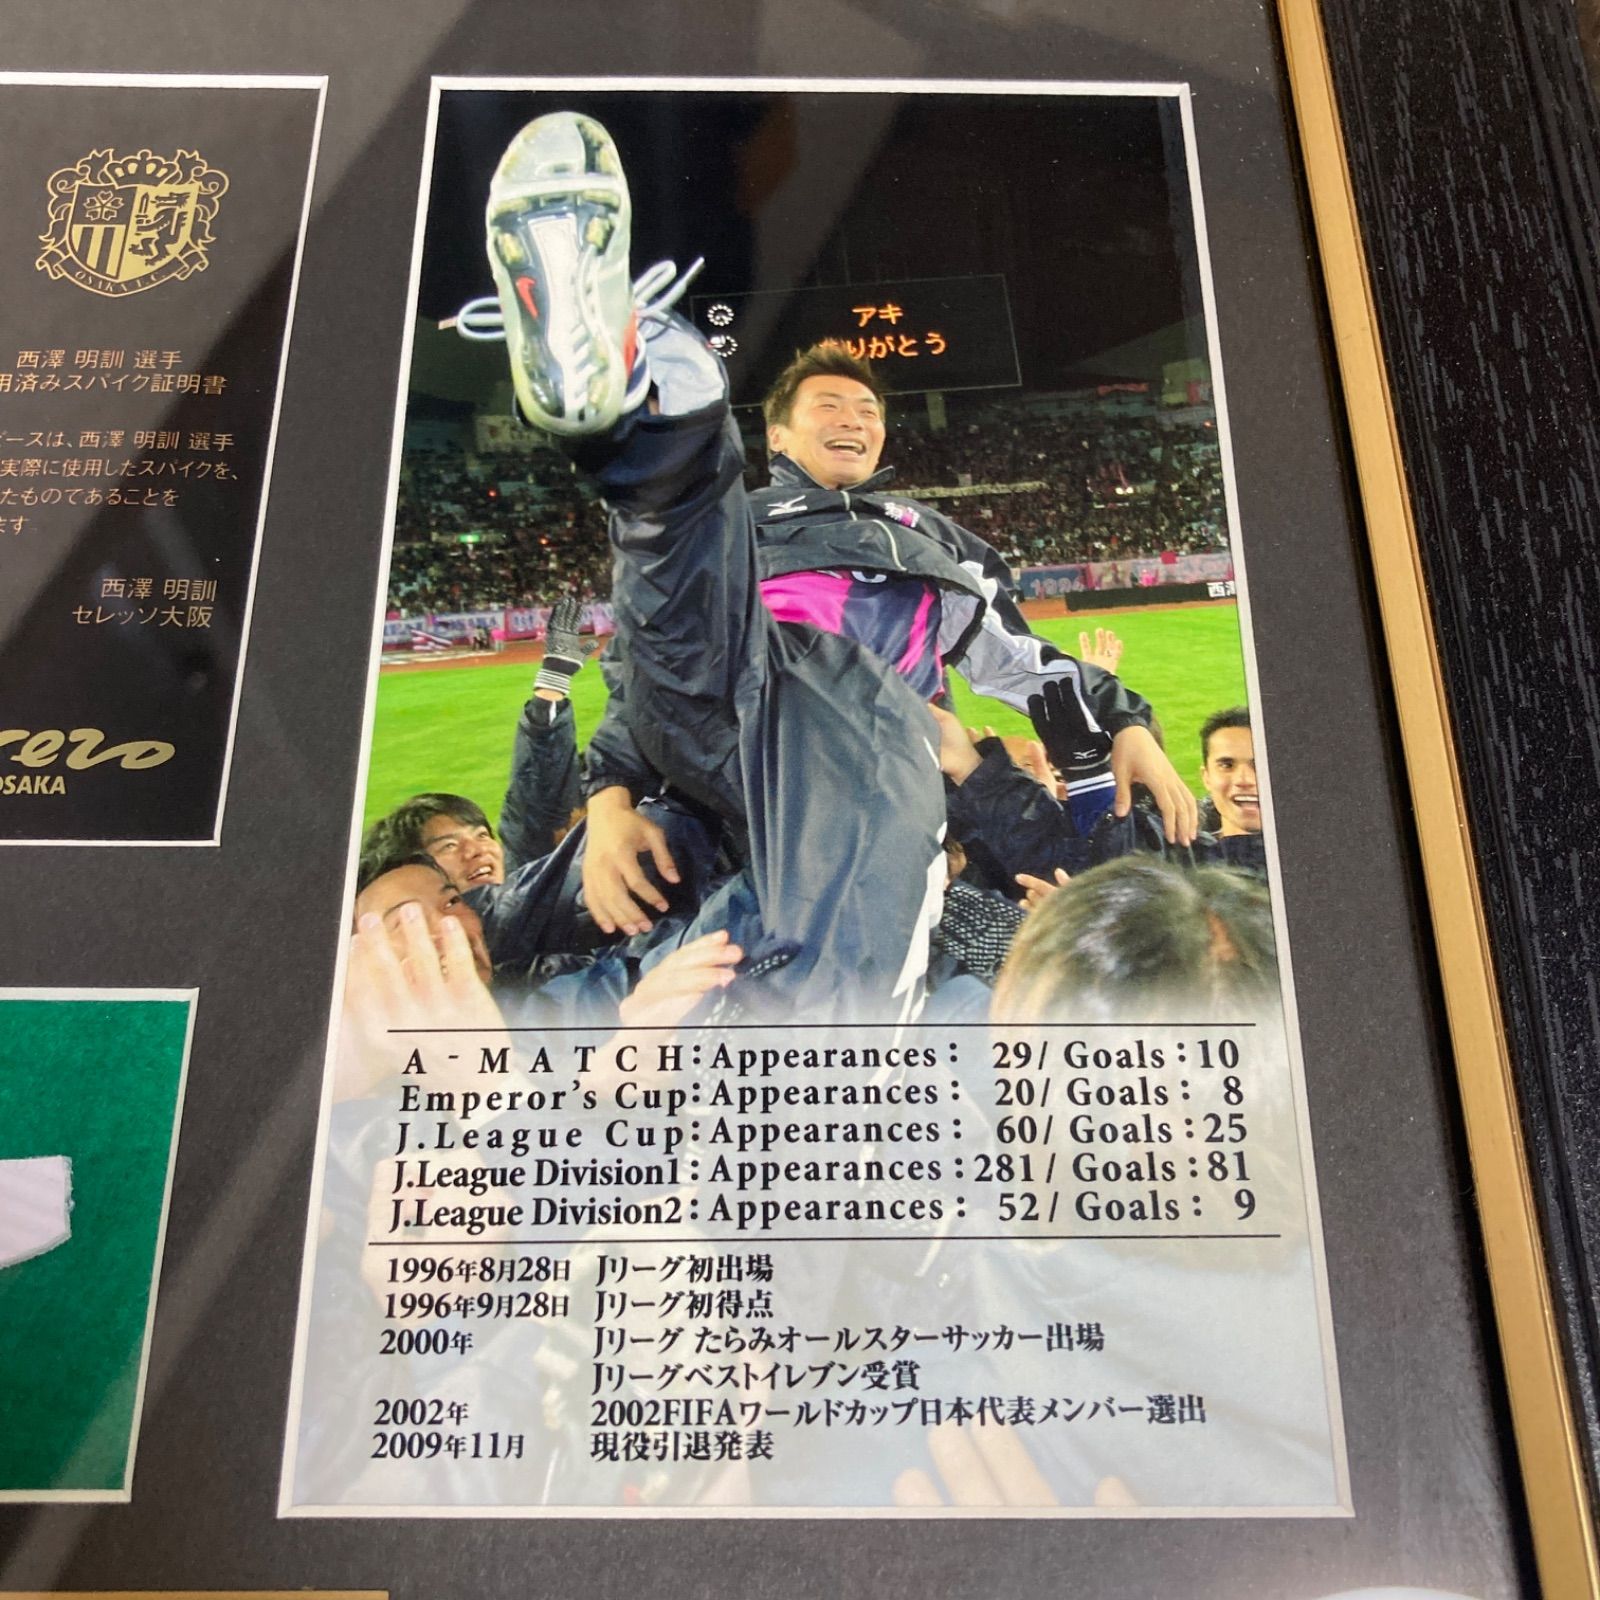 OSAKA F.C.
西澤 明訓 選手
用済みスパイク証明書
ピースは、西澤 明訓 選手
実際に使用したスパイクを、
たものであることを
ます
西澤 明訓
セレッソ大阪
rezo
OSAKA
アキ
ありがとう
A-MATCH:Appearances: 29/ Goals:10
Emperor's Cup:Appearances: 20/ Goals: 8
J.League Cup:Appearances: 60/ Goals:25
J.League Division1:Appearances:281/ Goals:81
J.League Division2:Appearances: 52/ Goals: 9
1996年8月28日 Jリーグ初出場
1996年9月28日 Jリーグ初得点
2000年 Jリーグ たらみオールスターサッカー出場
Jリーグベストイレブン受賞
2002年 2002FIFAワールドカップ日本代表メンバー選出
2009年11月 現役引退発表